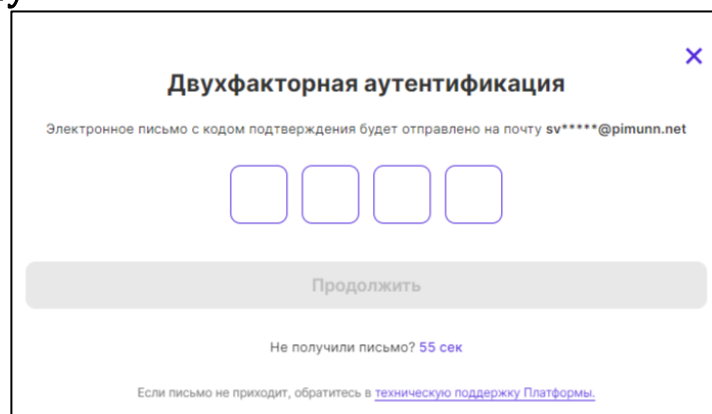 Двухфакторная аутентификация
Электронное письмо с кодом подтверждения будет отправлено на почту sv*****@pimunn.net
Продолжить
Не получили письмо? 55 сек
Если письмо не приходит, обратитесь в техническую поддержку Платформы.